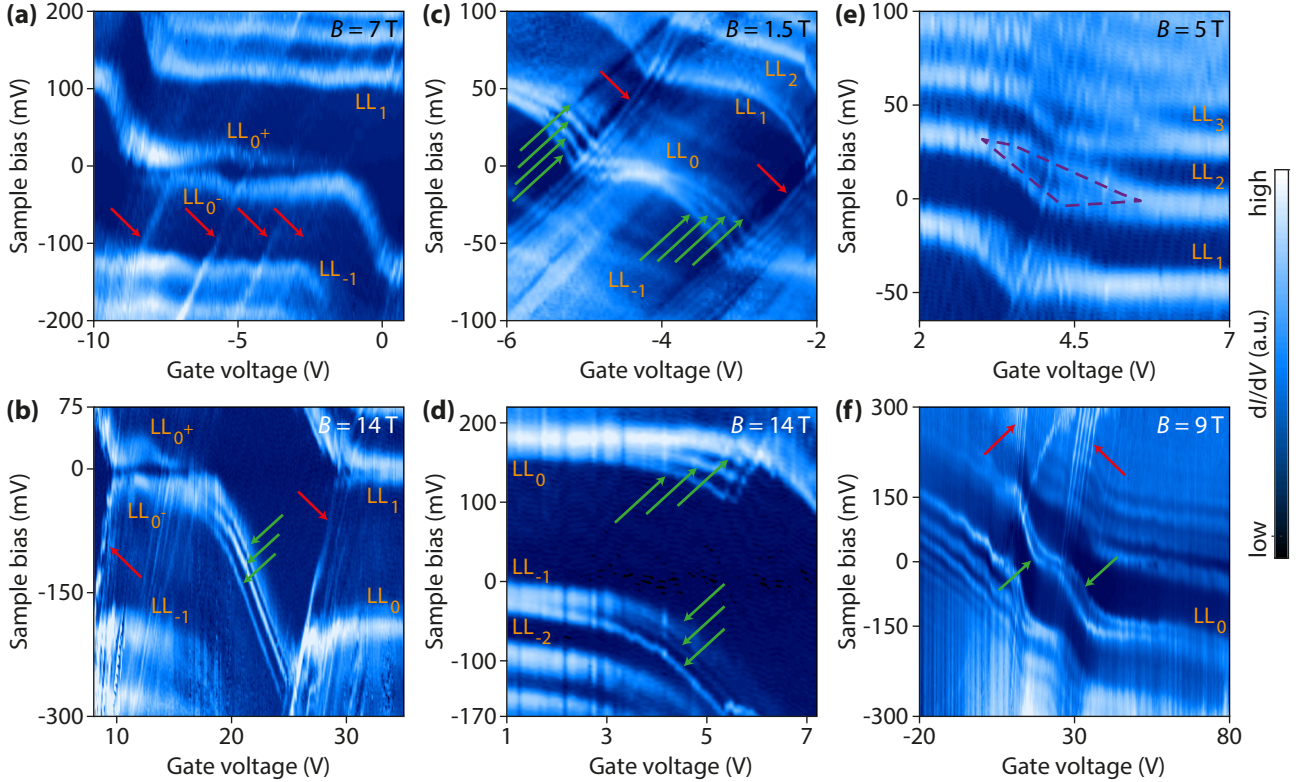 (a)
B = 7 T
LL1
LL0+
LL0-
LL-1
200
100
0
-100
-200
Sample bias (mV)
-10
-5
0
Gate voltage (V)
(c)
B = 1.5 T
LL2
LL1
LL0
LL-1
100
50
0
-50
-100
Sample bias (mV)
-6
-4
-2
Gate voltage (V)
(e)
B = 5 T
LL3
LL2
LL1
100
50
0
-50
Sample bias (mV)
2
4.5
7
Gate voltage (V)
high
low
dI/dV (a.u.)
(b)
B = 14 T
LL0+
LL0-
LL1
LL-1
LL0
75
0
-150
-300
Sample bias (mV)
10
20
30
Gate voltage (V)
(d)
B = 14 T
LL0
LL-1
LL-2
200
100
0
-100
-170
Sample bias (mV)
1
3
5
7
Gate voltage (V)
(f)
B = 9 T
LL0
300
150
0
-150
-300
Sample bias (mV)
-20
30
80
Gate voltage (V)